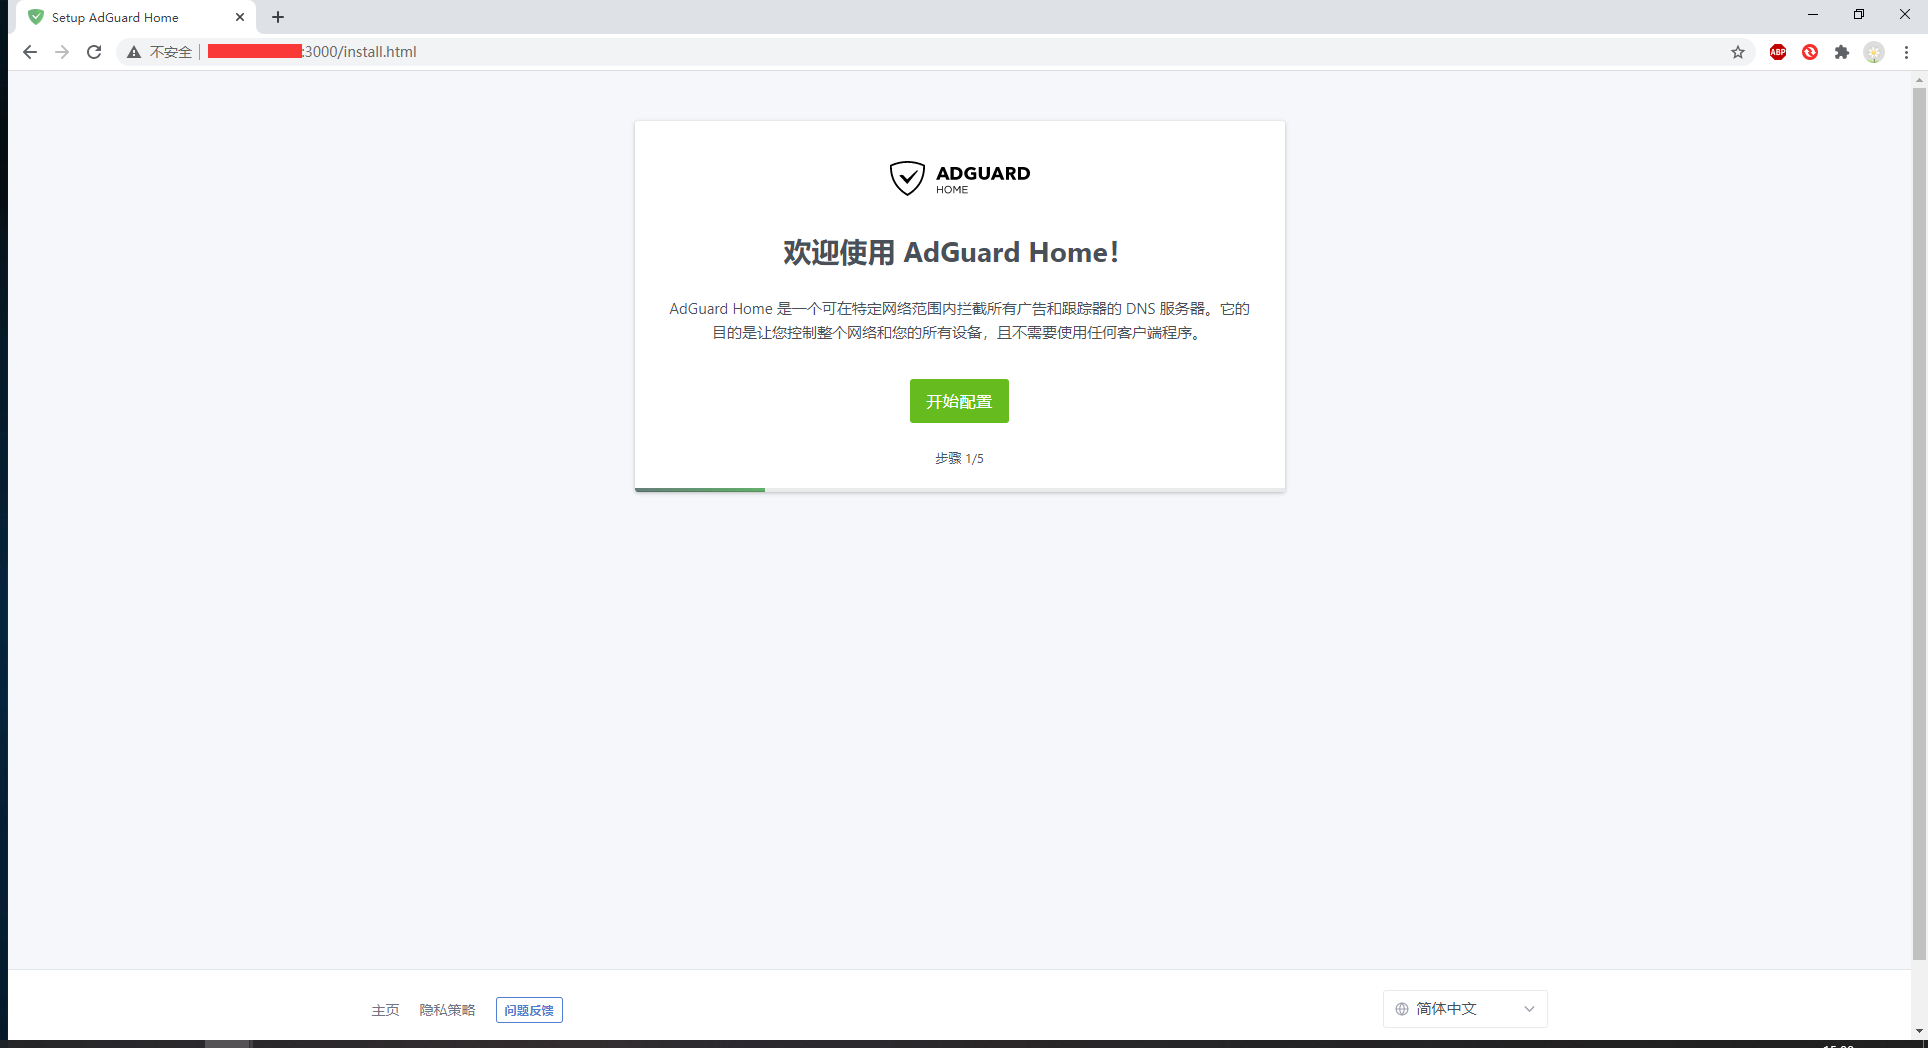 Setup AdGuard Home
不安全
:3000/install.html
ABP
ADGUARD
HOME
欢迎使用 AdGuard Home！
AdGuard Home 是一个可在特定网络范围内拦截所有广告和跟踪器的 DNS 服务器。它的
目的是让您控制整个网络和您的所有设备，且不需要使用任何客户端程序。
开始配置
步骤 1/5
主页 隐私策略 问题反馈
简体中文